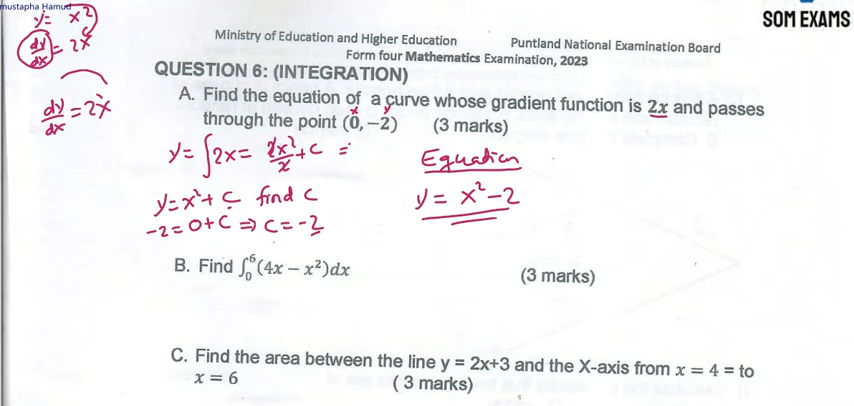 mustapha Hamud
SOM EXAMS
y= x²
dy/dx = 2x
dy/dx = 2x
Ministry of Education and Higher Education Puntland National Examination Board
Form four Mathematics Examination, 2023
QUESTION 6: (INTEGRATION)
A. Find the equation of a curve whose gradient function is 2x and passes
x y
through the point (0, −2) (3 marks)
y= ∫2x = 2x²/2 + C =
y= x²+ C find C
-2= 0+C ⇒ C= -2
Equation
y= x²-2
B. Find ∫₀⁶(4x − x²)dx (3 marks)
C. Find the area between the line y = 2x+3 and the X-axis from x = 4 = to
x = 6 ( 3 marks)